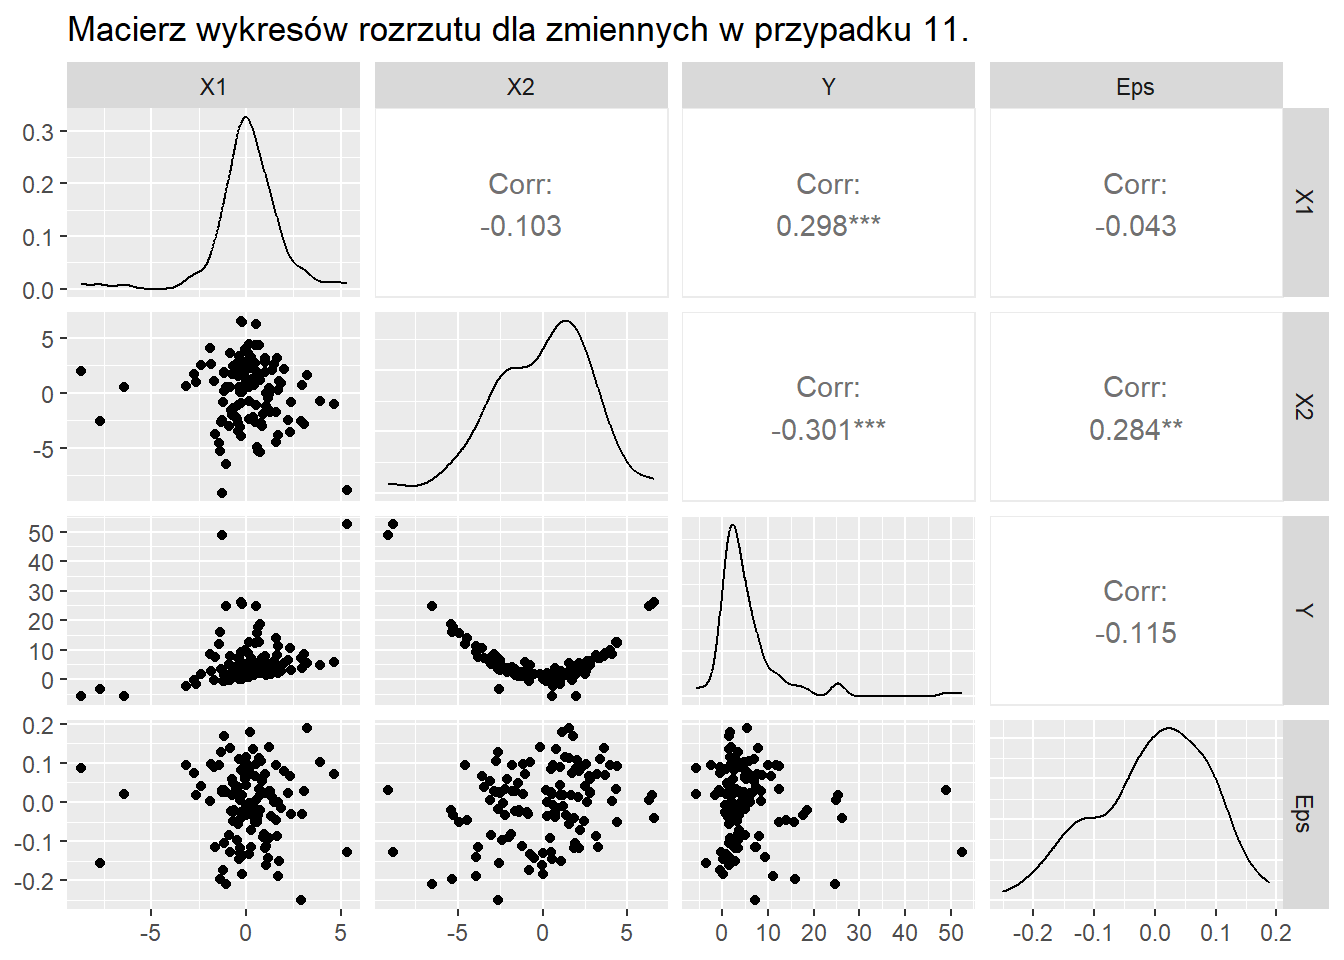 Macierz wykresów rozrzutu dla zmiennych w przypadku 11.
X1 X2 Y Eps
0.3
0.2
0.1
0.0
Corr:
-0.103
Corr:
0.298***
Corr:
-0.043
X1
5
0
-5
Corr:
-0.301***
Corr:
0.284**
X2
50
40
30
20
10
0
Corr:
-0.115
Y
0.2
0.1
0.0
-0.1
-0.2
Eps
-5 0 5 -5 0 5 0 10 20 30 40 50 -0.2 -0.1 0.0 0.1 0.2